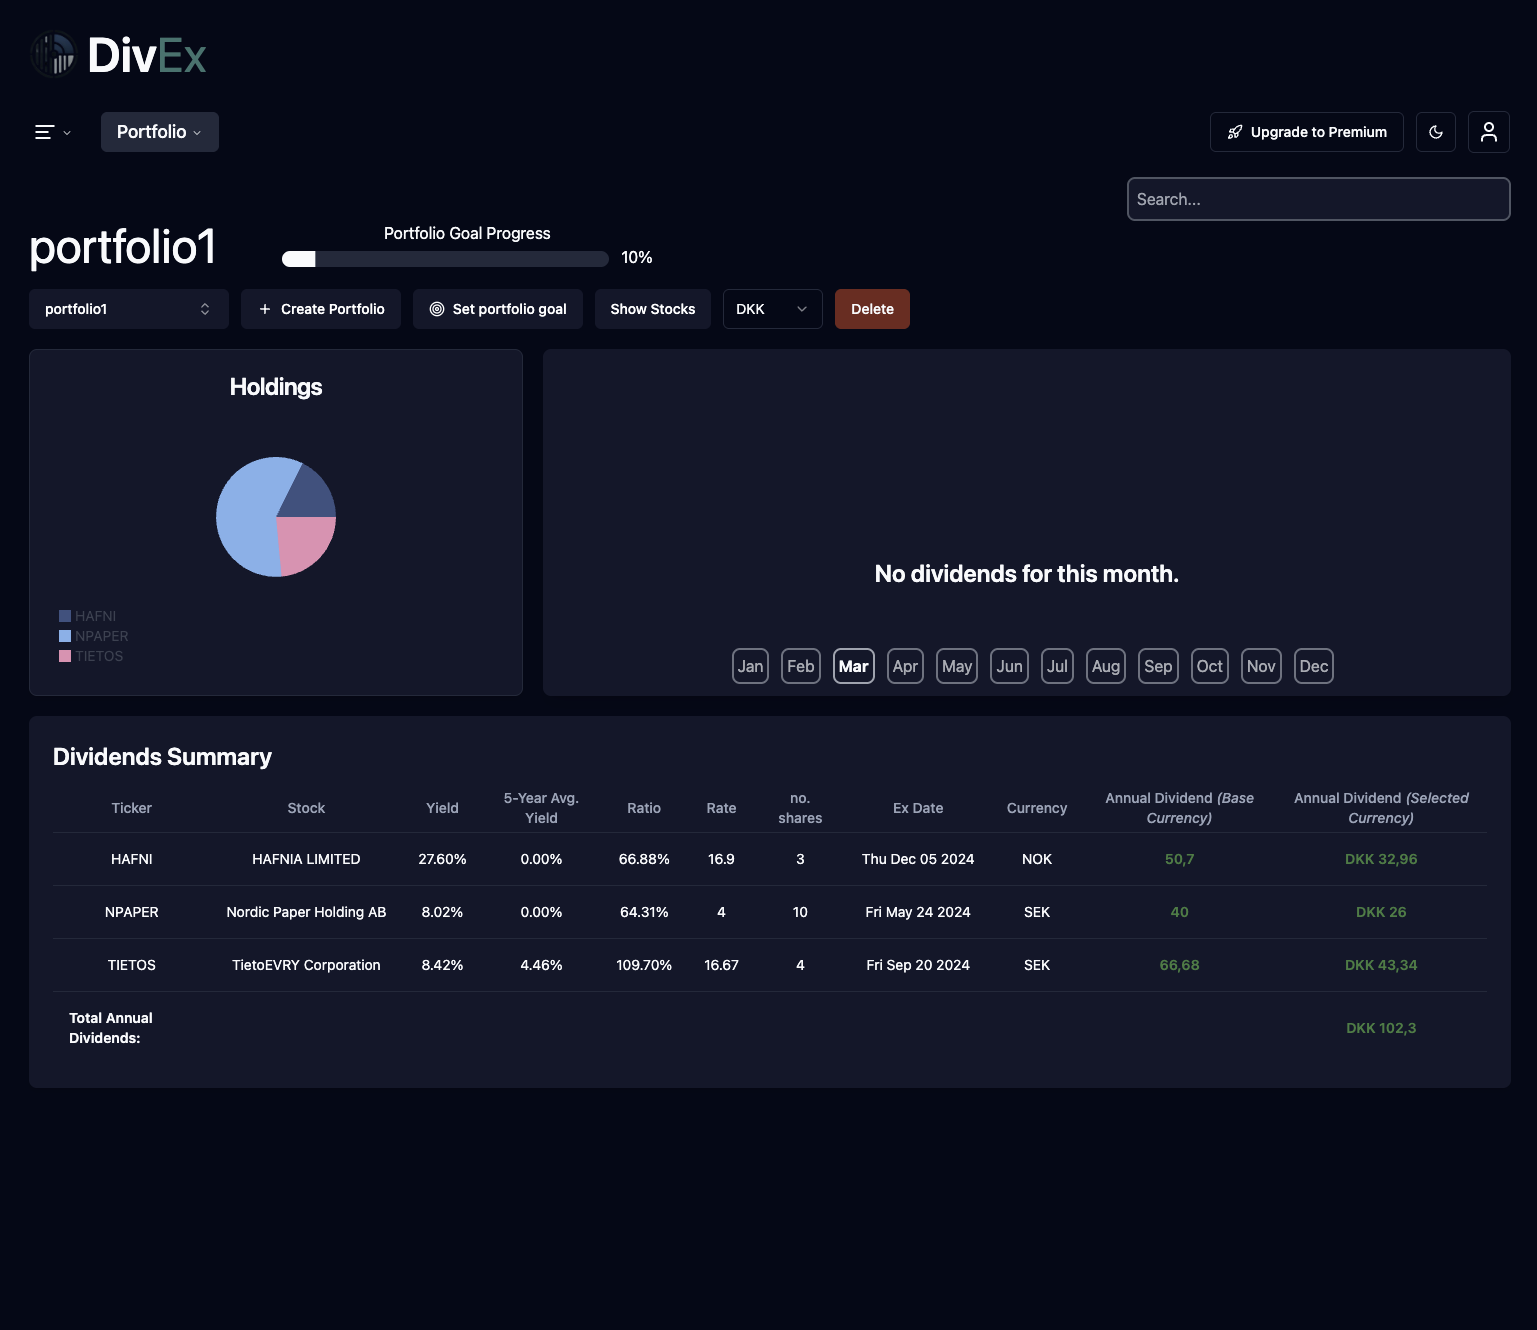 DivEx
Portfolio
Upgrade to Premium
Search...
portfolio1
Portfolio Goal Progress
10%
portfolio1
Create Portfolio
Set portfolio goal
Show Stocks
DKK
Delete
Holdings
HAFNI
NPAPER
TIETOS
No dividends for this month.
Jan Feb Mar Apr May Jun Jul Aug Sep Oct Nov Dec
Dividends Summary
Ticker Stock Yield 5-Year Avg. Yield Ratio Rate no. shares Ex Date Currency Annual Dividend (Base Currency) Annual Dividend (Selected Currency)
HAFNI HAFNIA LIMITED 27.60% 0.00% 66.88% 16.9 3 Thu Dec 05 2024 NOK 50,7 DKK 32,96
NPAPER Nordic Paper Holding AB 8.02% 0.00% 64.31% 4 10 Fri May 24 2024 SEK 40 DKK 26
TIETOS TietoEVRY Corporation 8.42% 4.46% 109.70% 16.67 4 Fri Sep 20 2024 SEK 66,68 DKK 43,34
Total Annual
Dividends:
DKK 102,3